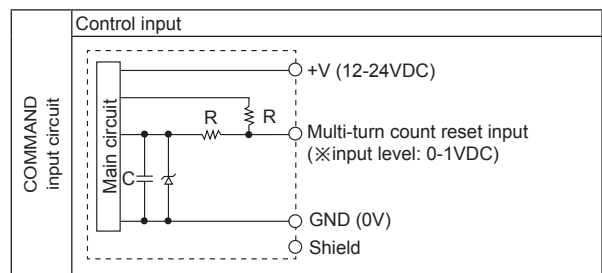 Control input
COMMAND
input circuit
Main circuit
+V (12-24VDC)
R
R
Multi-turn count reset input
(※input level: 0-1VDC)
C
GND (0V)
Shield